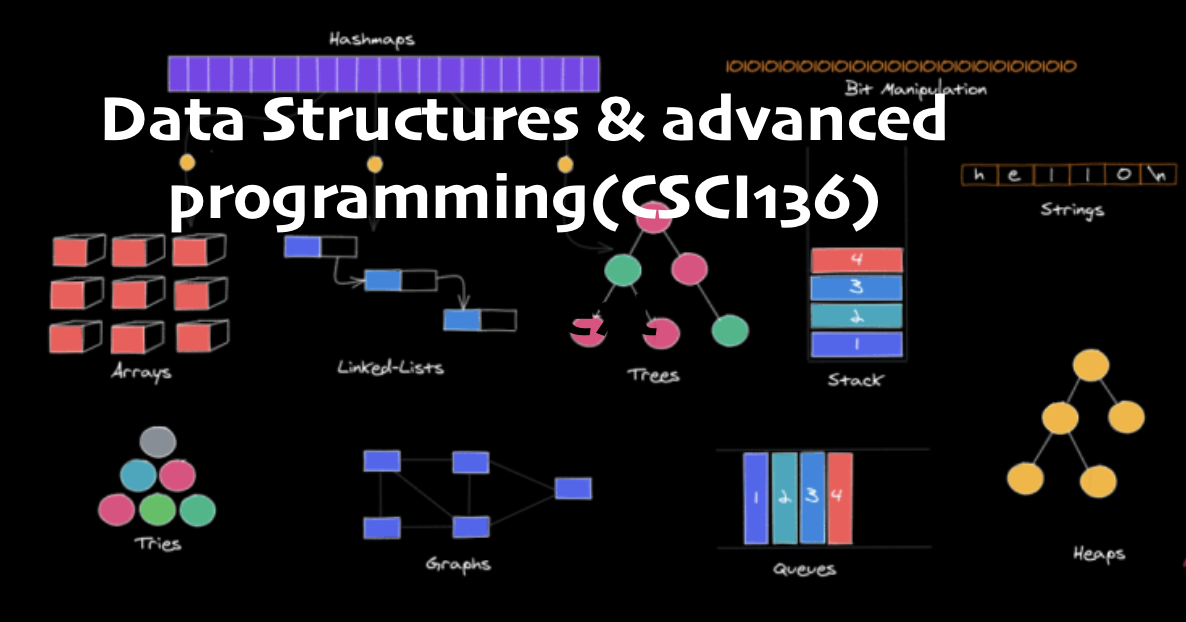 Hashmaps
IOIOIOIOIOIOIOIOIOIOIOIOIOIOIOIOIOIOIOIO
Bit Manipulation
Data Structures & advanced
programming(CSCI136)
h e l l o \n
Strings
4
3
2
1
Arrays
Linked-Lists
Trees
Stack
1 2 3 4
Tries
Graphs
Queues
Heaps